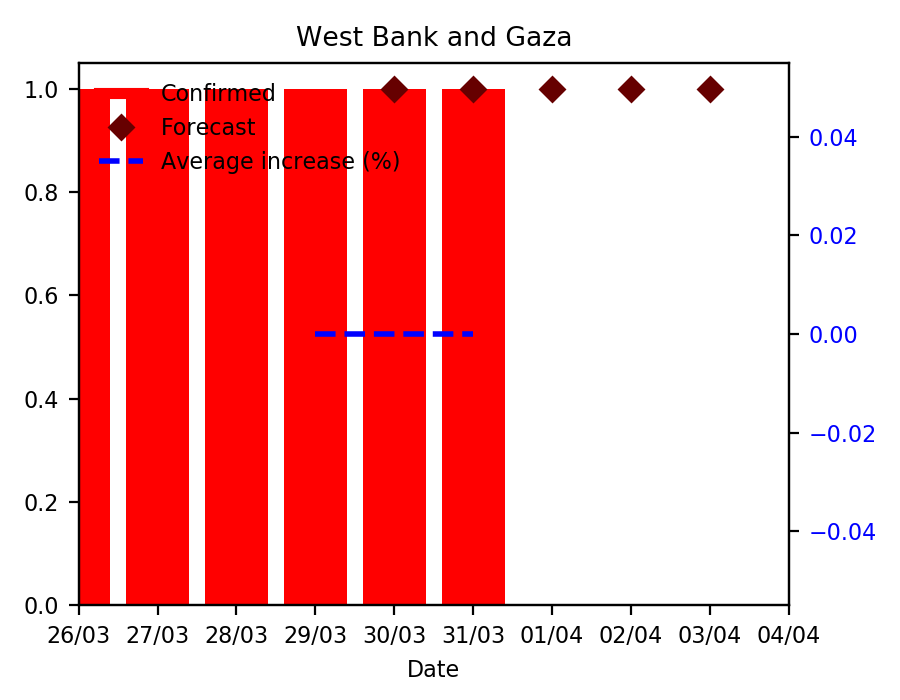 West Bank and Gaza
Confirmed
Forecast
Average increase (%)
1.0
0.8
0.6
0.4
0.2
0.0
0.04
0.02
0.00
−0.02
−0.04
26/03 27/03 28/03 29/03 30/03 31/03 01/04 02/04 03/04 04/04
Date